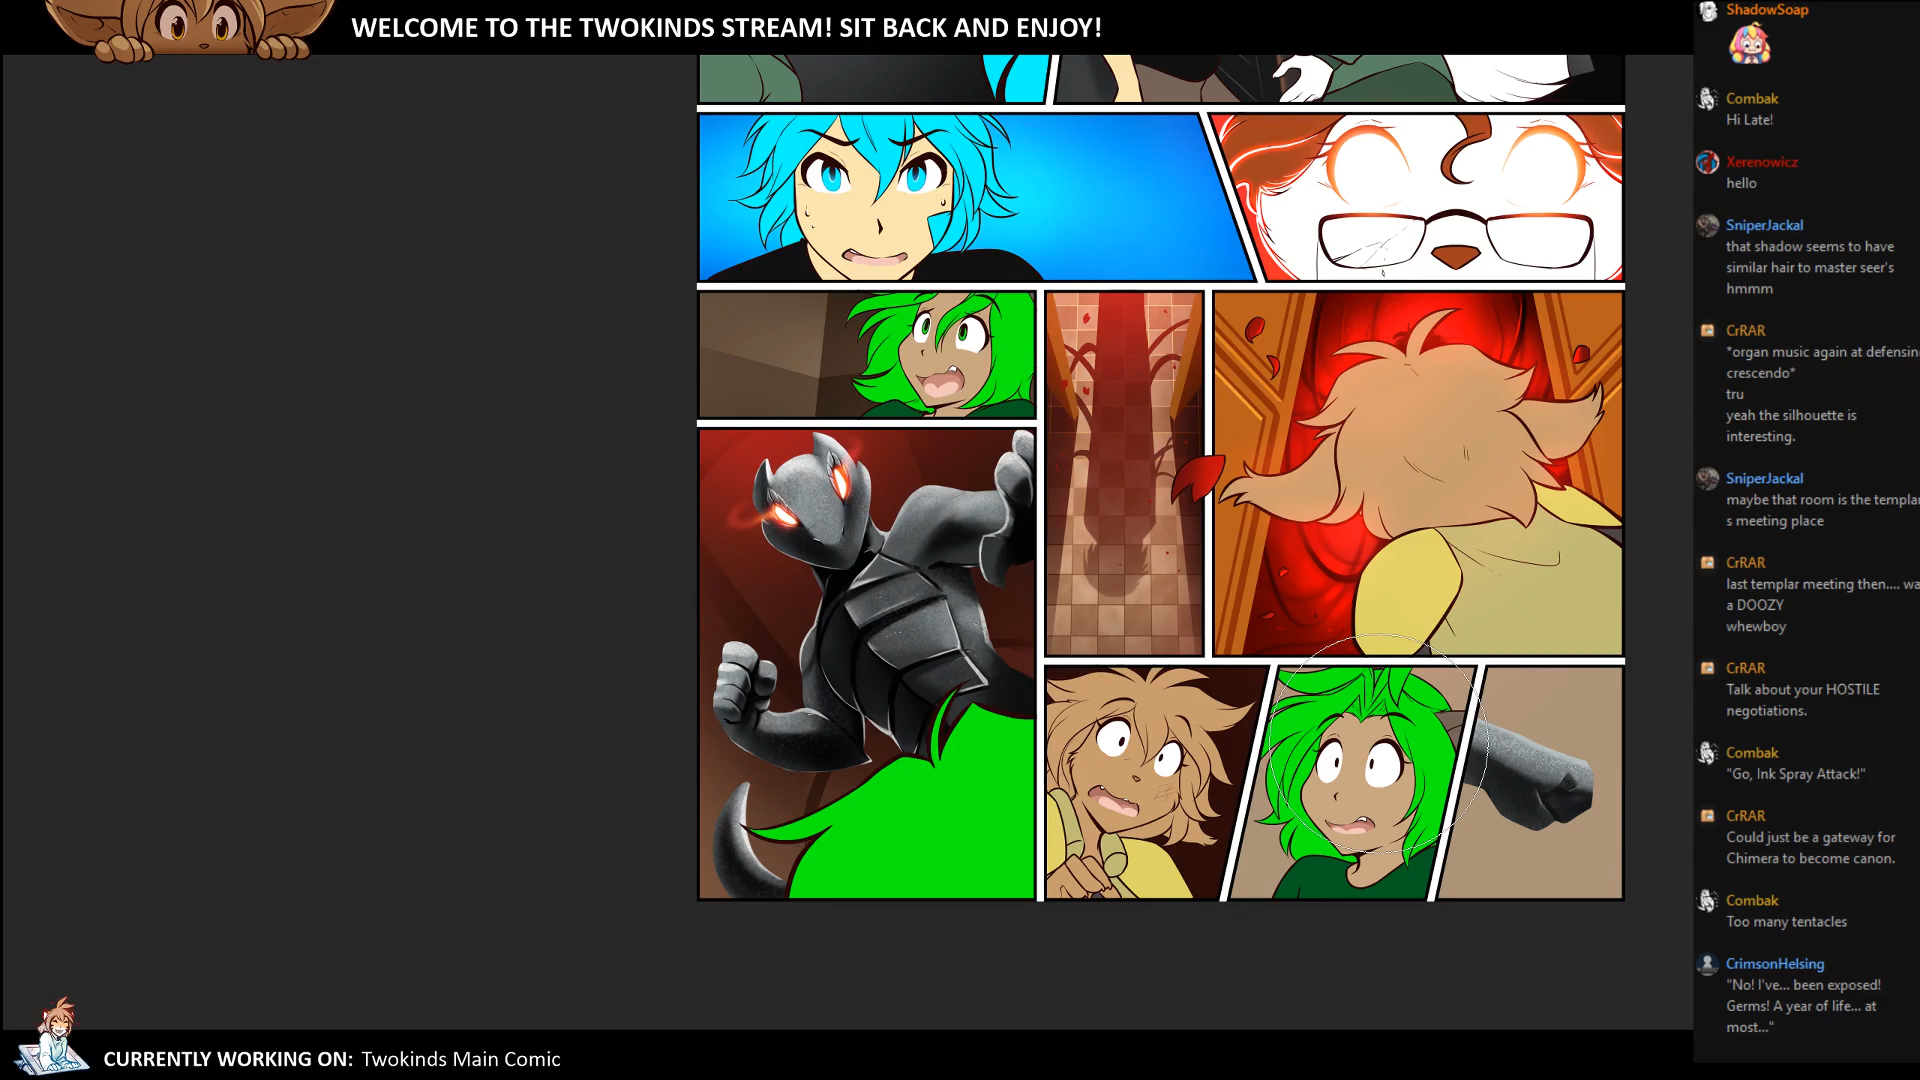 WELCOME TO THE TWOKINDS STREAM! SIT BACK AND ENJOY!
ShadowSoap
Combak
Hi Late!
Xerenowicz
hello
SniperJackal
that shadow seems to have
similar hair to master seer's
hmmm
CrRAR
*organ music again at defensin
crescendo*
tru
yeah the silhouette is
interesting.
SniperJackal
maybe that room is the templar
s meeting place
CrRAR
last templar meeting then.... wa
a DOOZY
whewboy
CrRAR
Talk about your HOSTILE
negotiations.
Combak
"Go, Ink Spray Attack!"
CrRAR
Could just be a gateway for
Chimera to become canon.
Combak
Too many tentacles
CrimsonHelsing
"No! I've... been exposed!
Germs! A year of life... at
most..."
CURRENTLY WORKING ON: Twokinds Main Comic